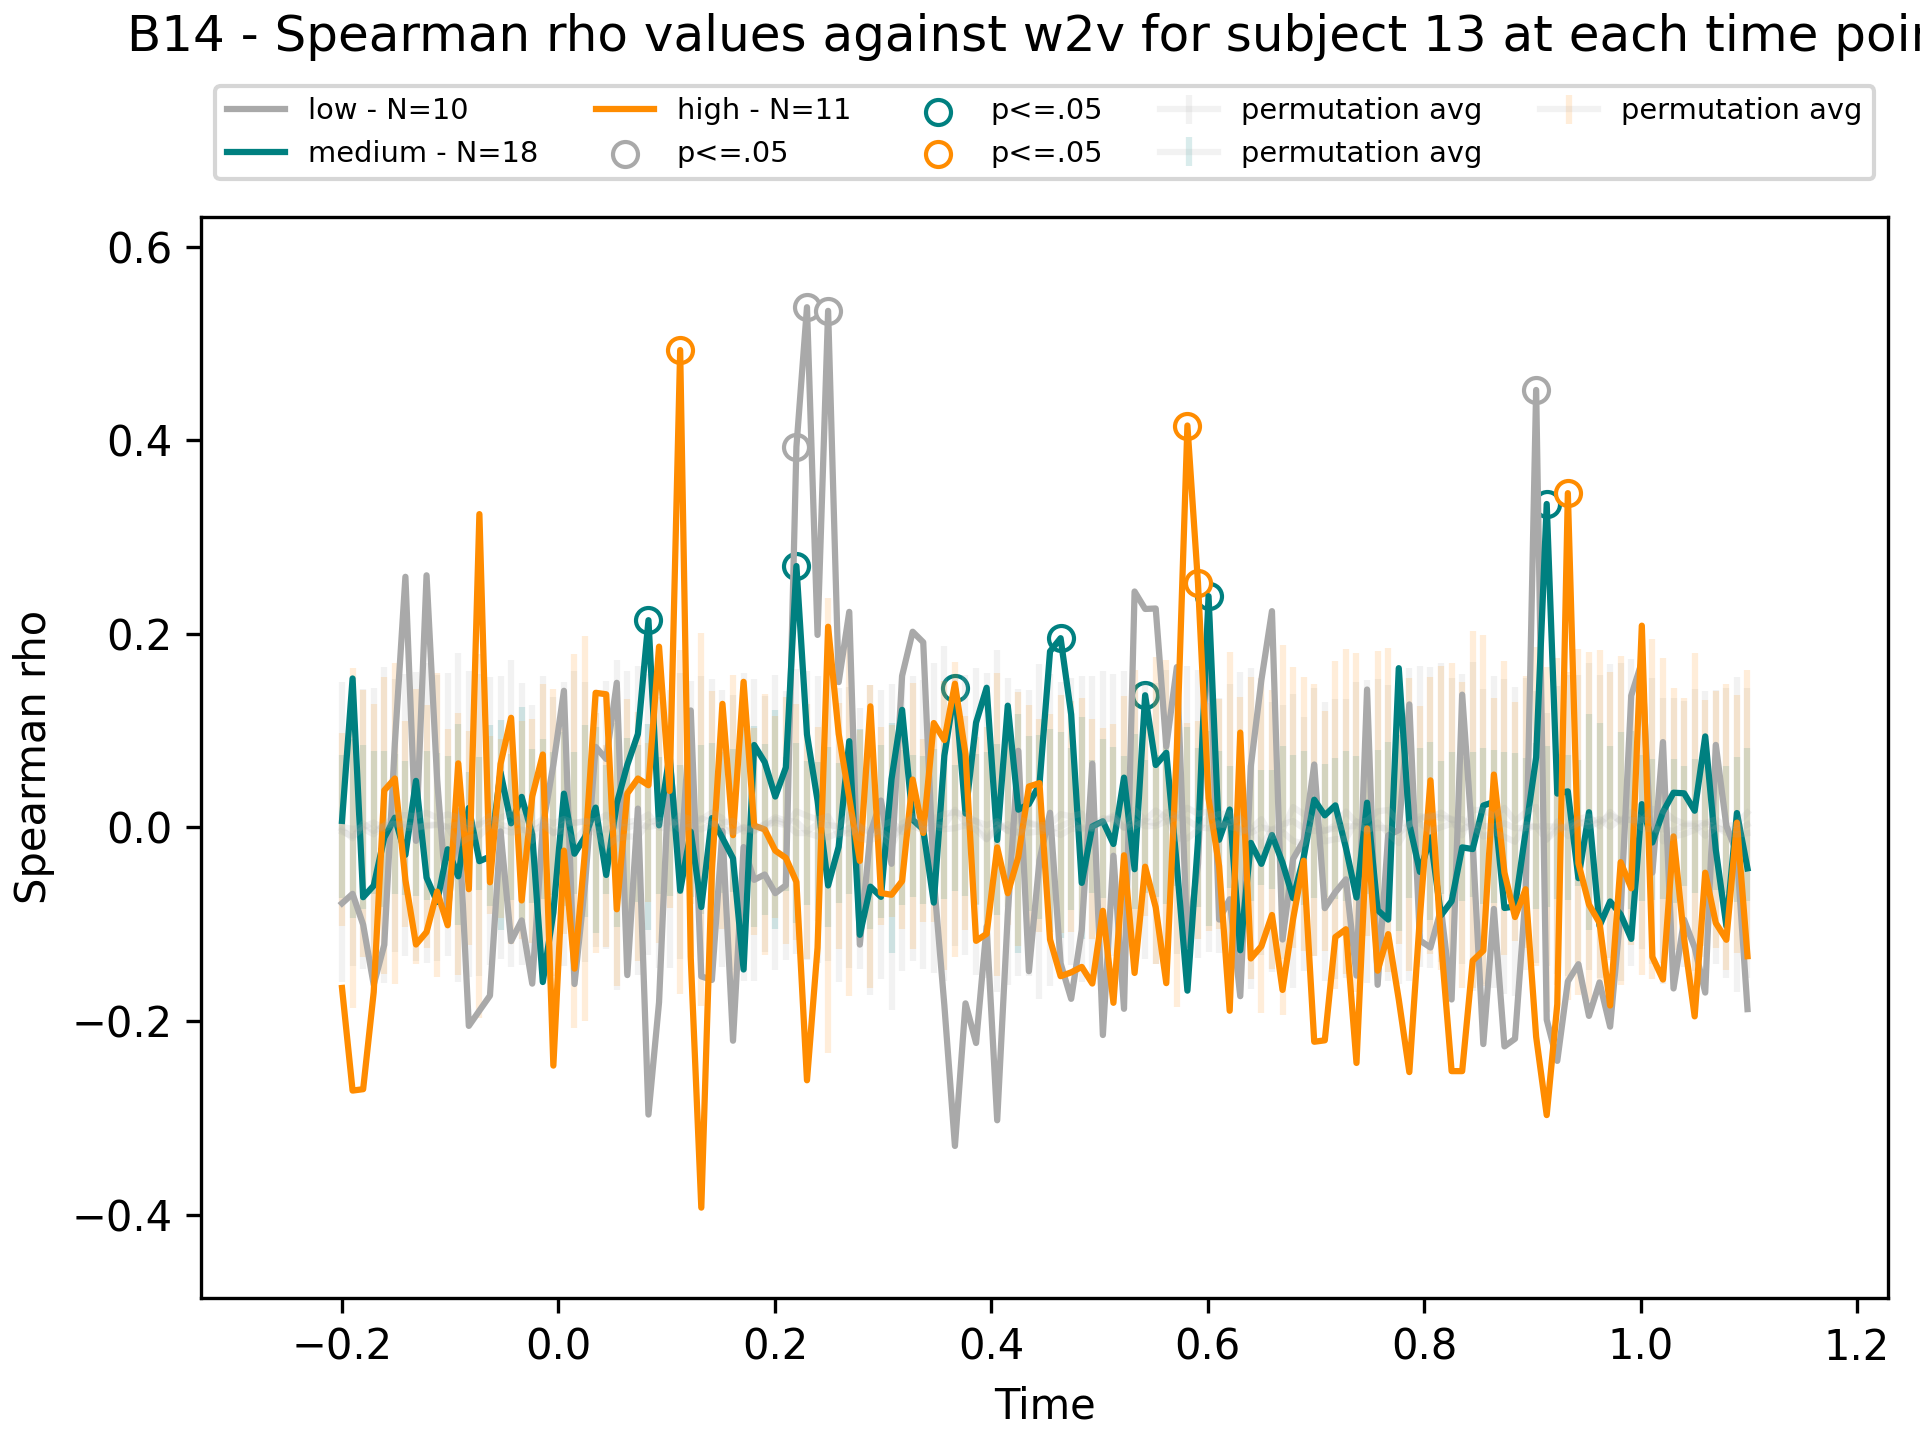 B14 - Spearman rho values against w2v for subject 13 at each time poi
low - N=10
medium - N=18
high - N=11
p<=.05
p<=.05
p<=.05
permutation avg
permutation avg
permutation avg
Spearman rho
0.6
0.4
0.2
0.0
−0.2
−0.4
−0.2 0.0 0.2 0.4 0.6 0.8 1.0 1.2
Time